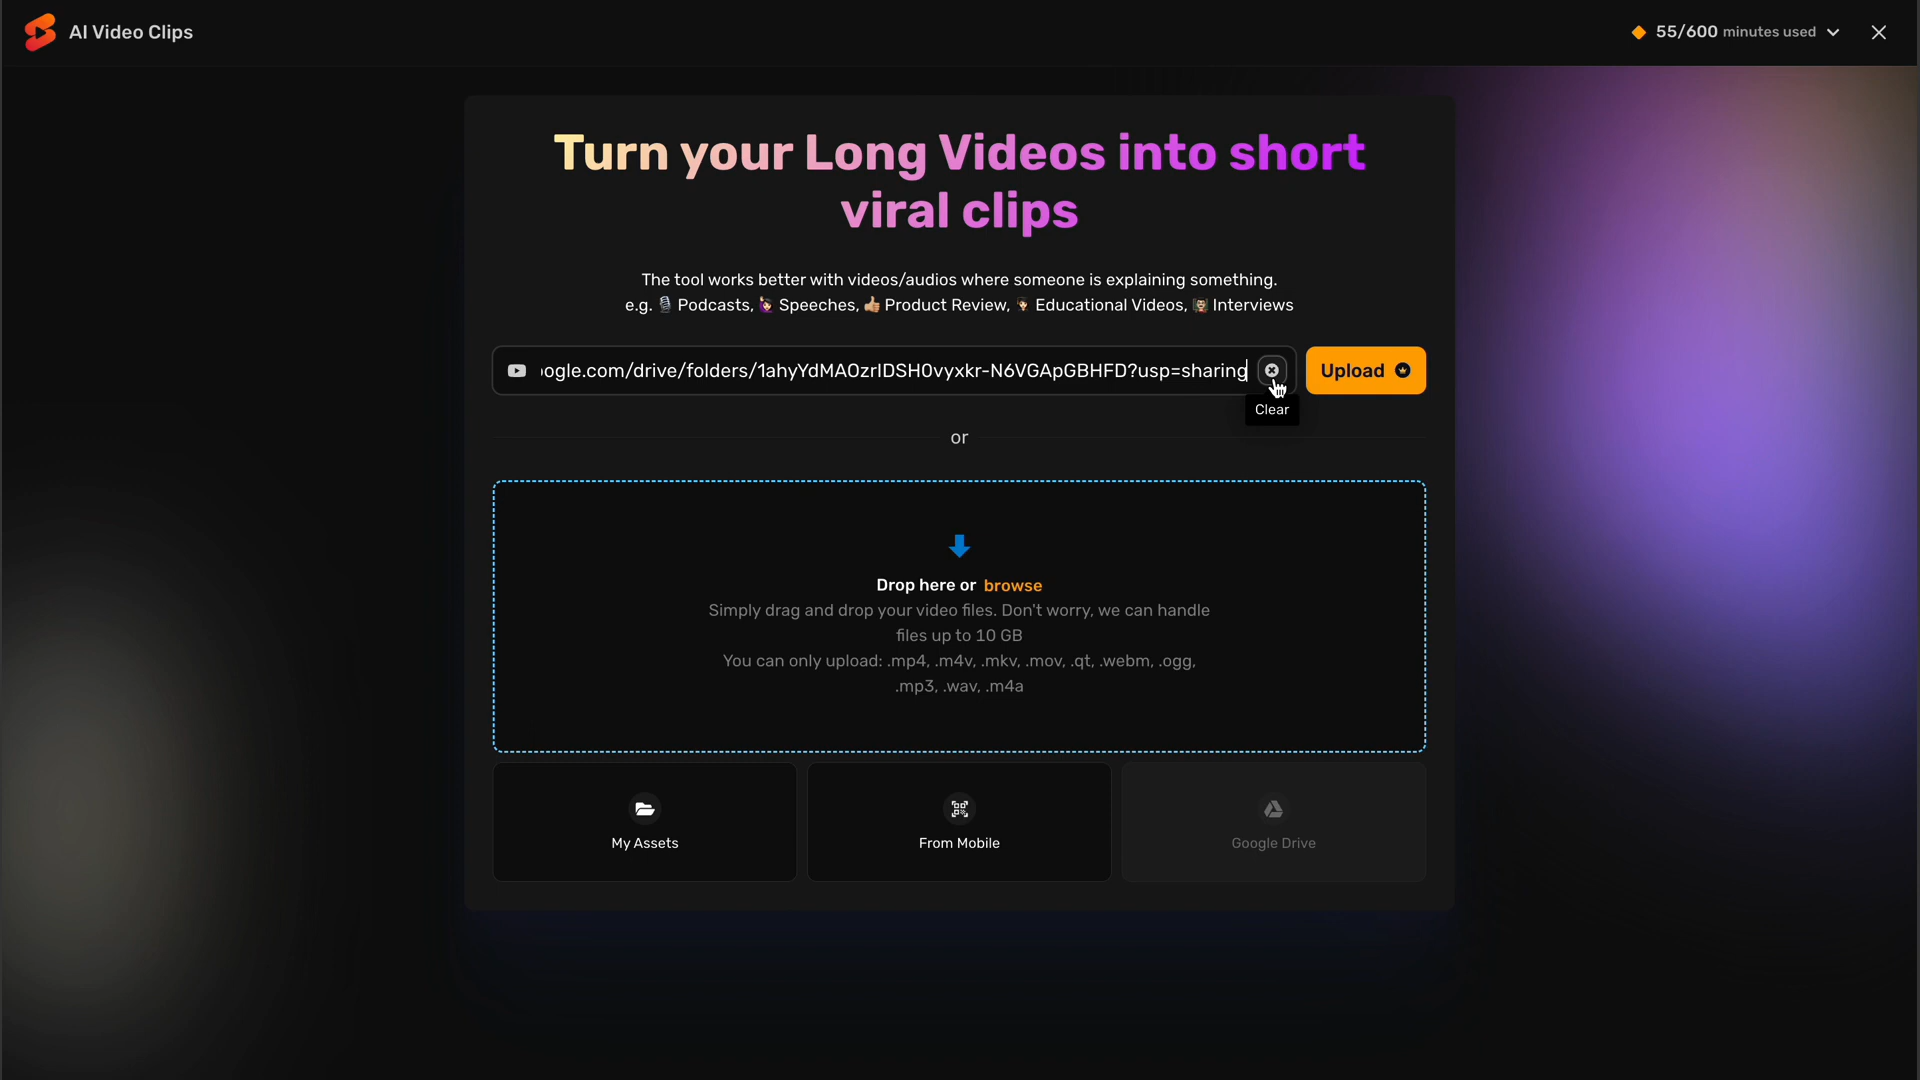 AI Video Clips
55/600 minutes used
Turn your Long Videos into short
viral clips
The tool works better with videos/audios where someone is explaining something.
e.g. Podcasts, Speeches, Product Review, Educational Videos, Interviews
ogle.com/drive/folders/1ahyYdMAOzrIDSH0vyxkr-N6VGApGBHFD?usp=sharing
Upload
Clear
or
Drop here or browse
Simply drag and drop your video files. Don't worry, we can handle
files up to 10 GB
You can only upload: .mp4, .m4v, .mkv, .mov, .qt, .webm, .ogg,
.mp3, .wav, .m4a
My Assets
From Mobile
Google Drive